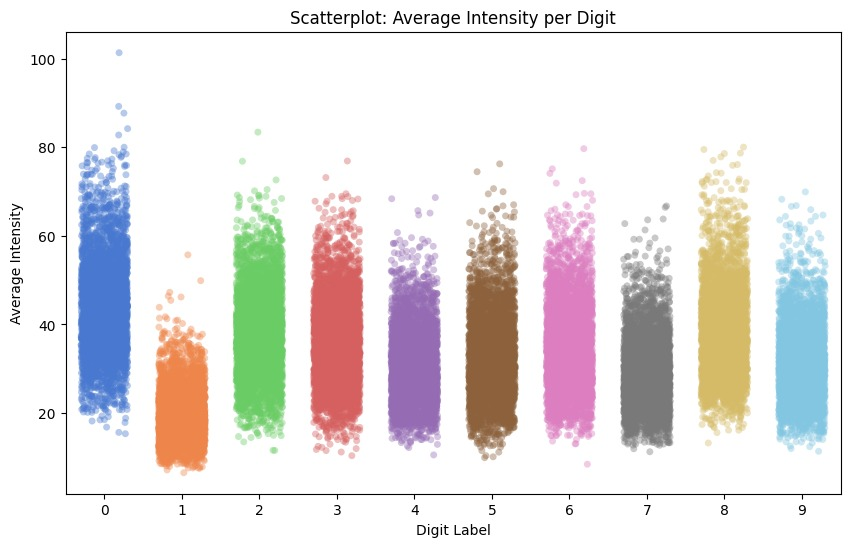 Scatterplot: Average Intensity per Digit
100
80
60
40
20
Average Intensity
0 1 2 3 4 5 6 7 8 9
Digit Label